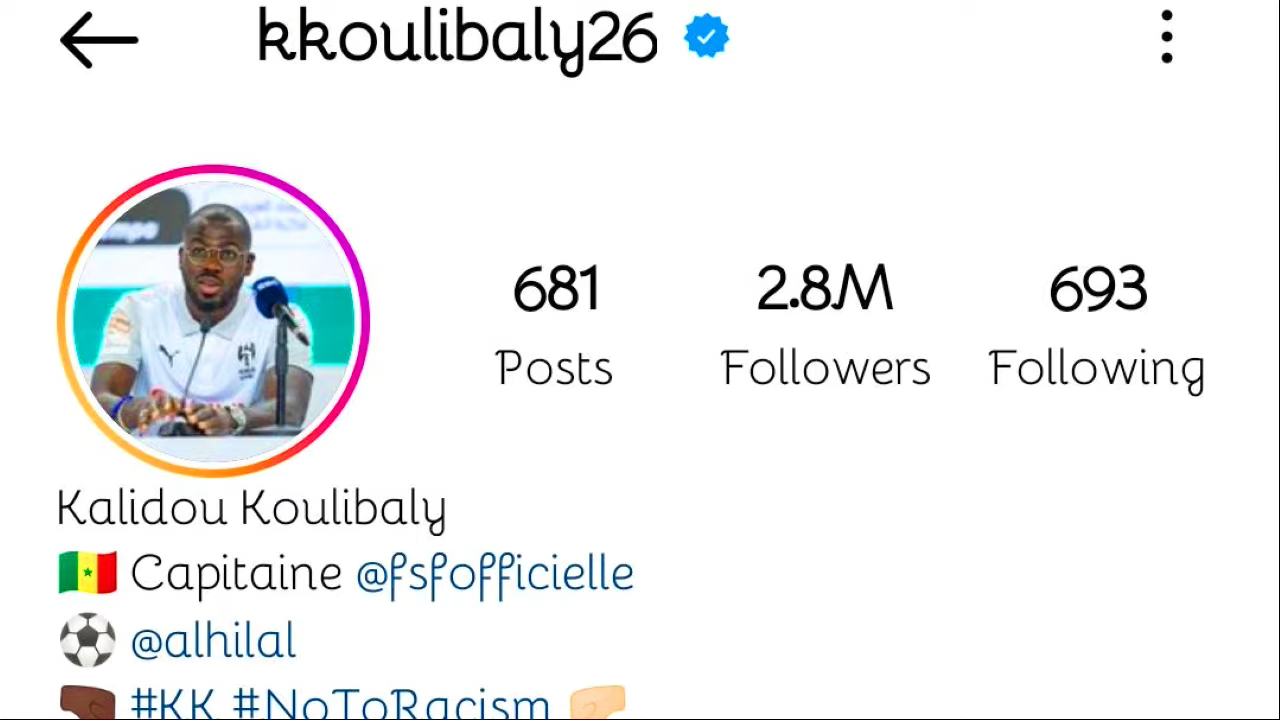 kkoulibaly26
681 2.8M 693
Posts Followers Following
Kalidou Koulibaly
🇸🇳 Capitaine @fsfofficielle
⚽ @alhilal
#KK #NoToRacism